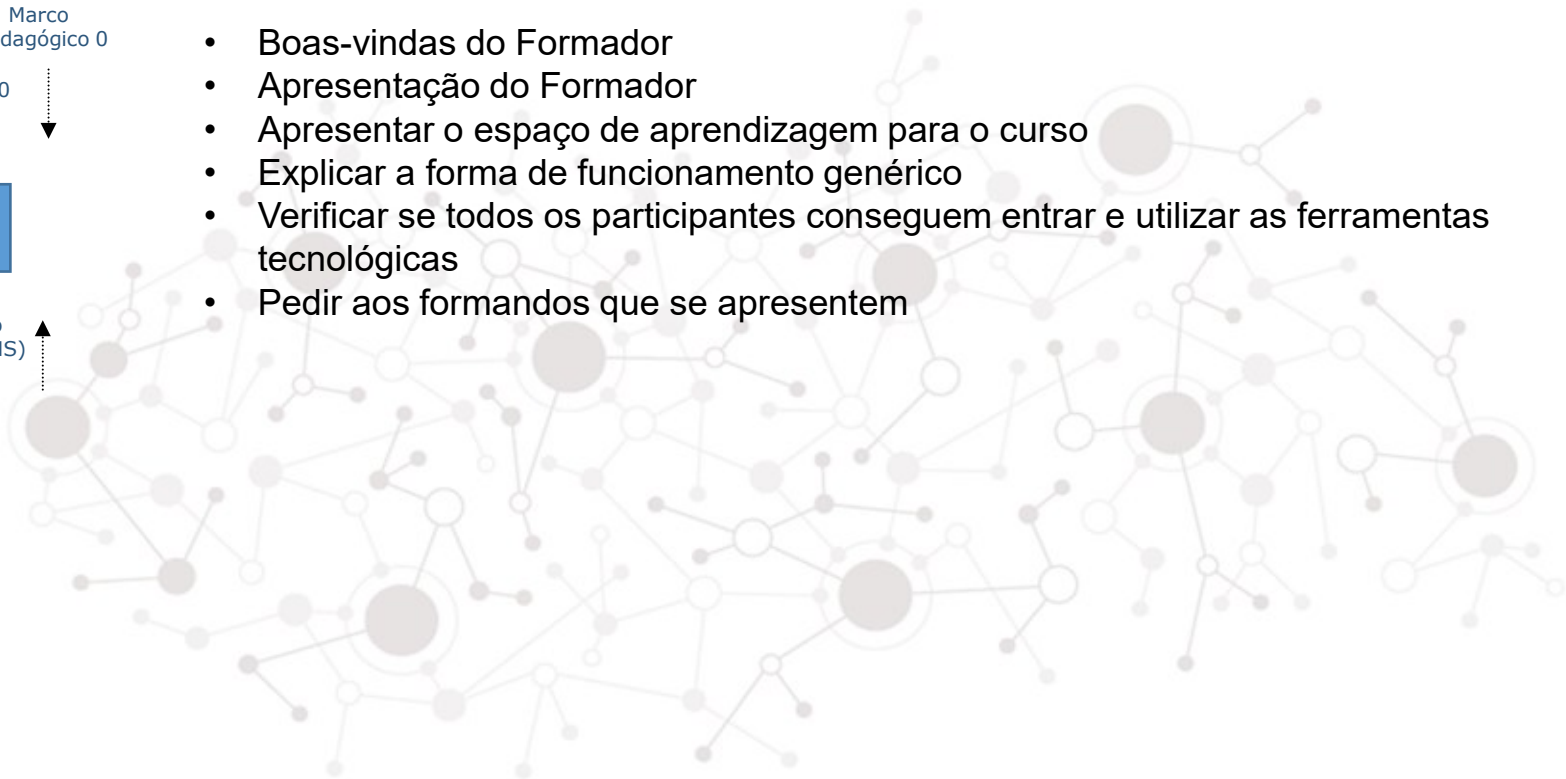 Marco
dagógico 0
0
IS)
• Boas-vindas do Formador
• Apresentação do Formador
• Apresentar o espaço de aprendizagem para o curso
• Explicar a forma de funcionamento genérico
• Verificar se todos os participantes conseguem entrar e utilizar as ferramentas
tecnológicas
• Pedir aos formandos que se apresentem